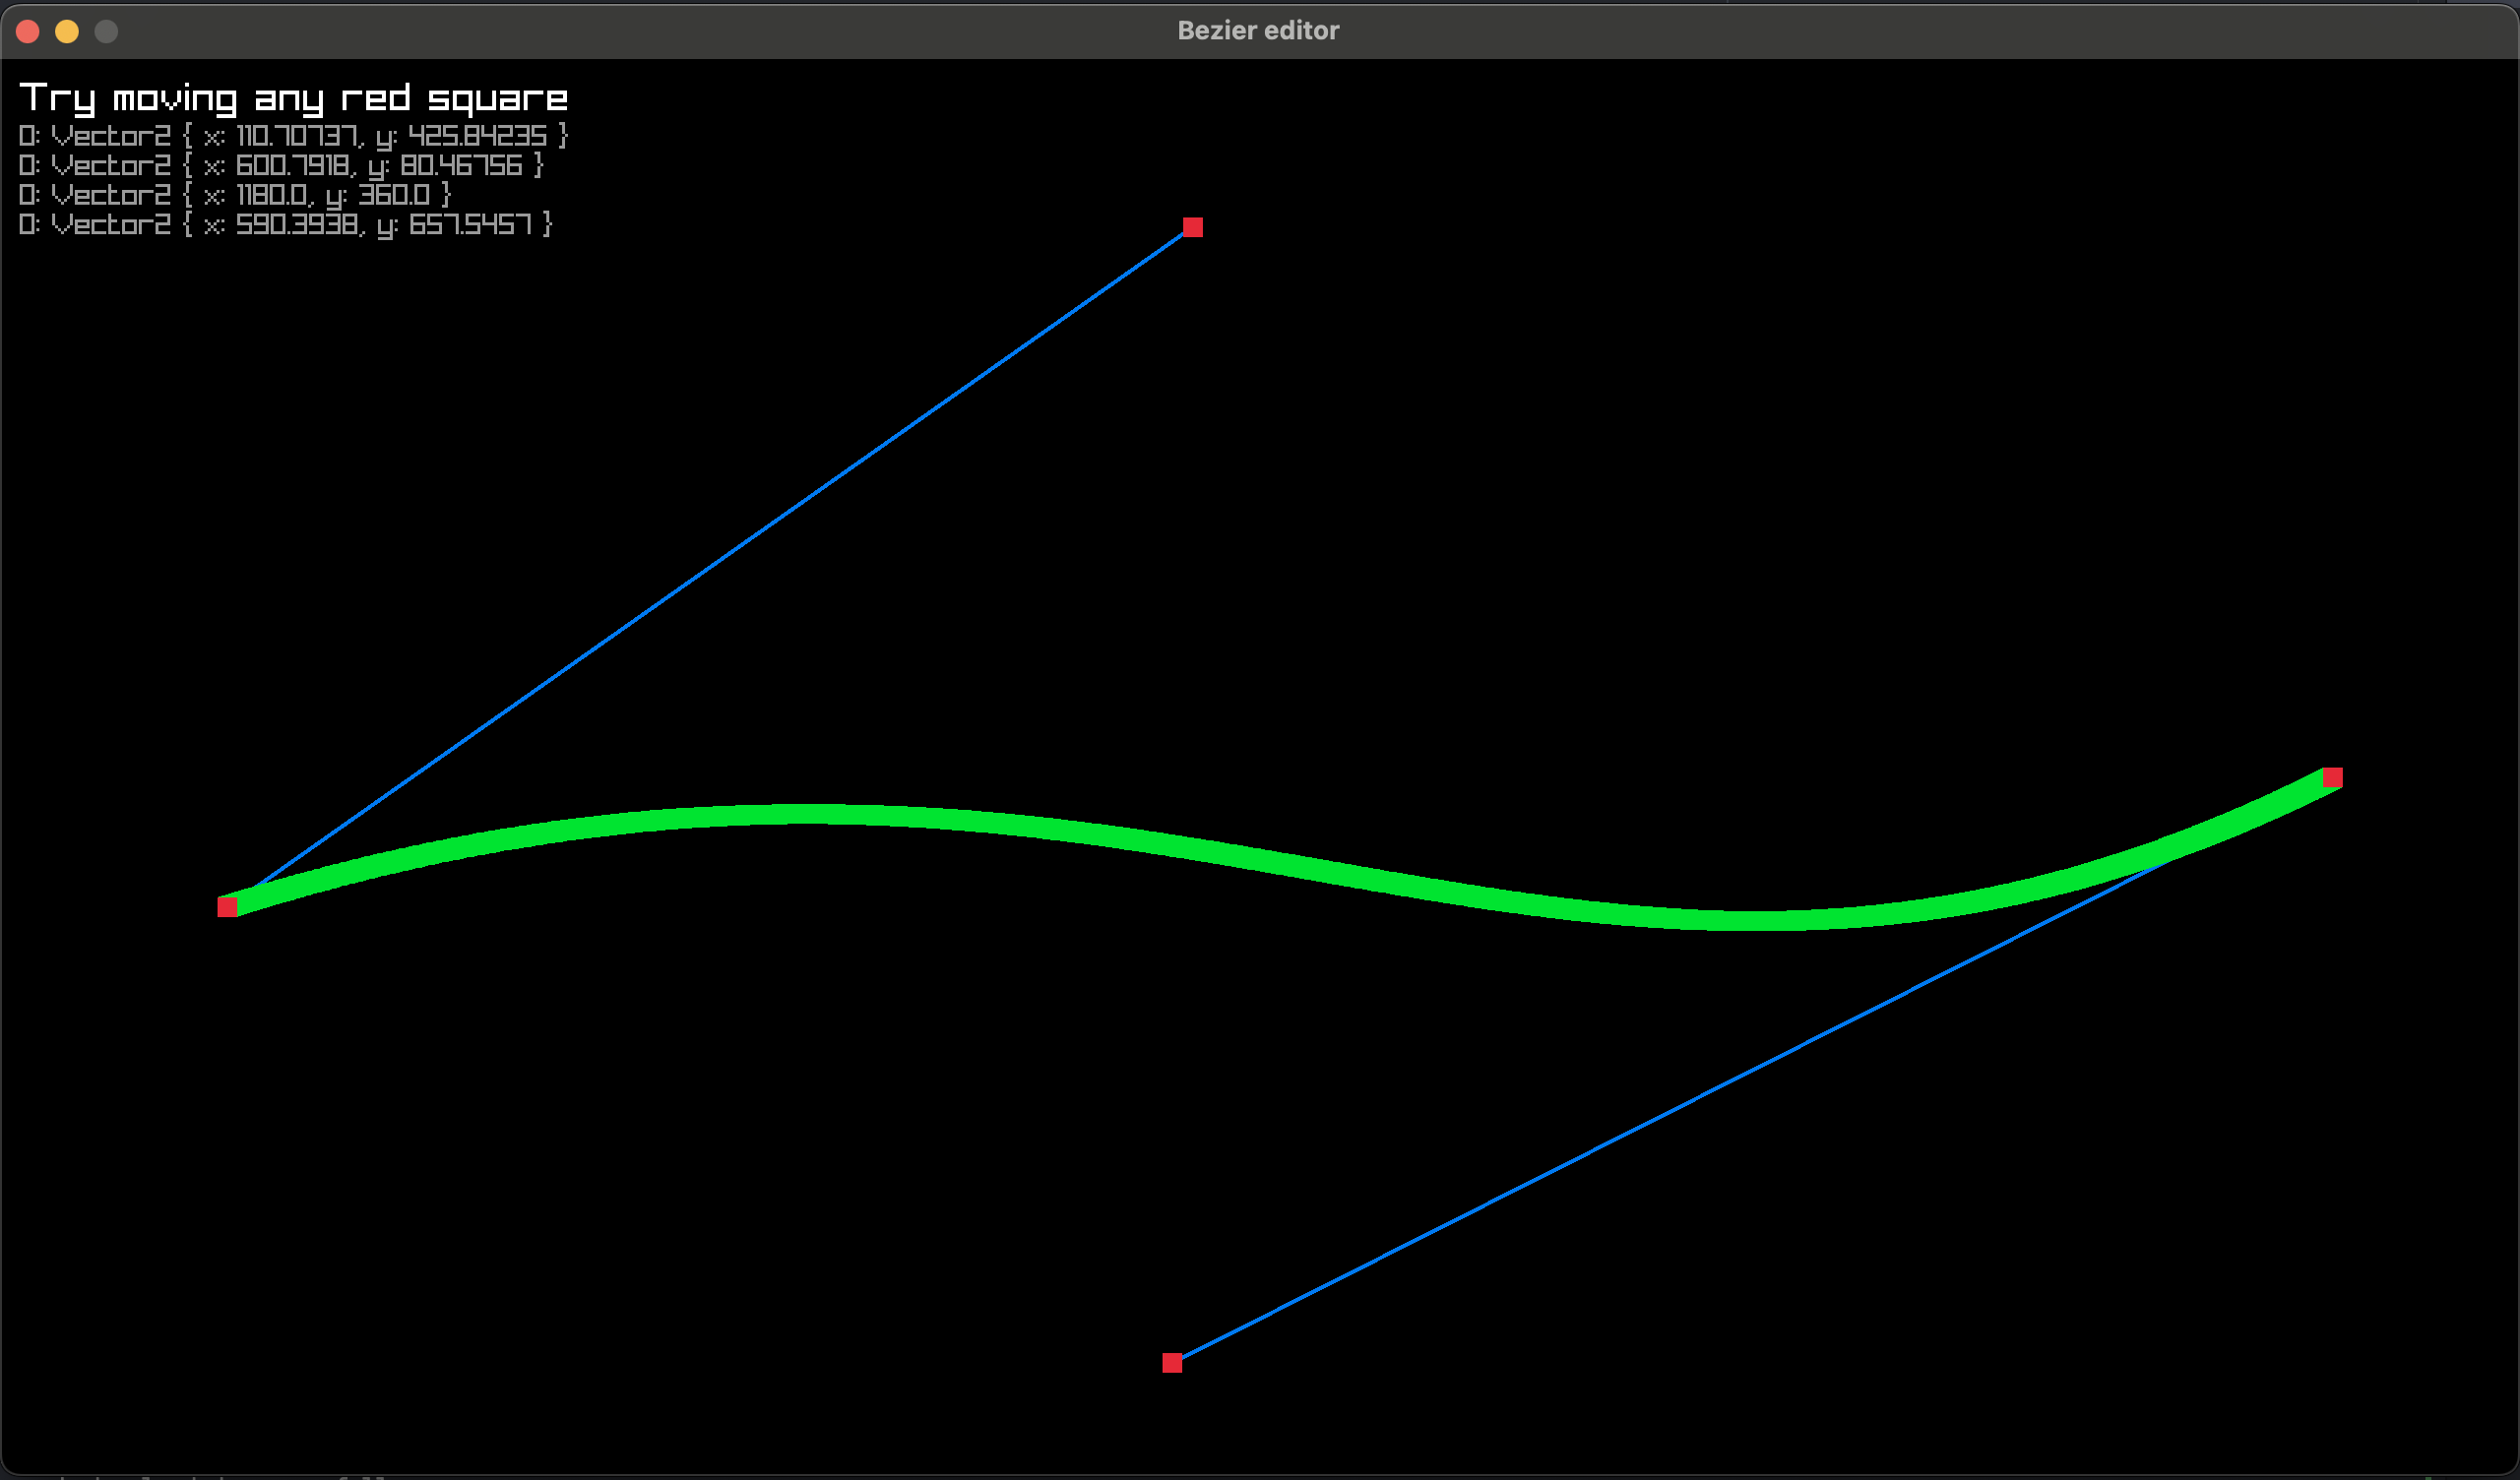 Bezier editor
Try moving any red square
0: Vector2 { x: 110.70737, y: 425.84235 }
0: Vector2 { x: 600.7918, y: 80.46756 }
0: Vector2 { x: 1180.0, y: 360.0 }
0: Vector2 { x: 590.3938, y: 657.5457 }